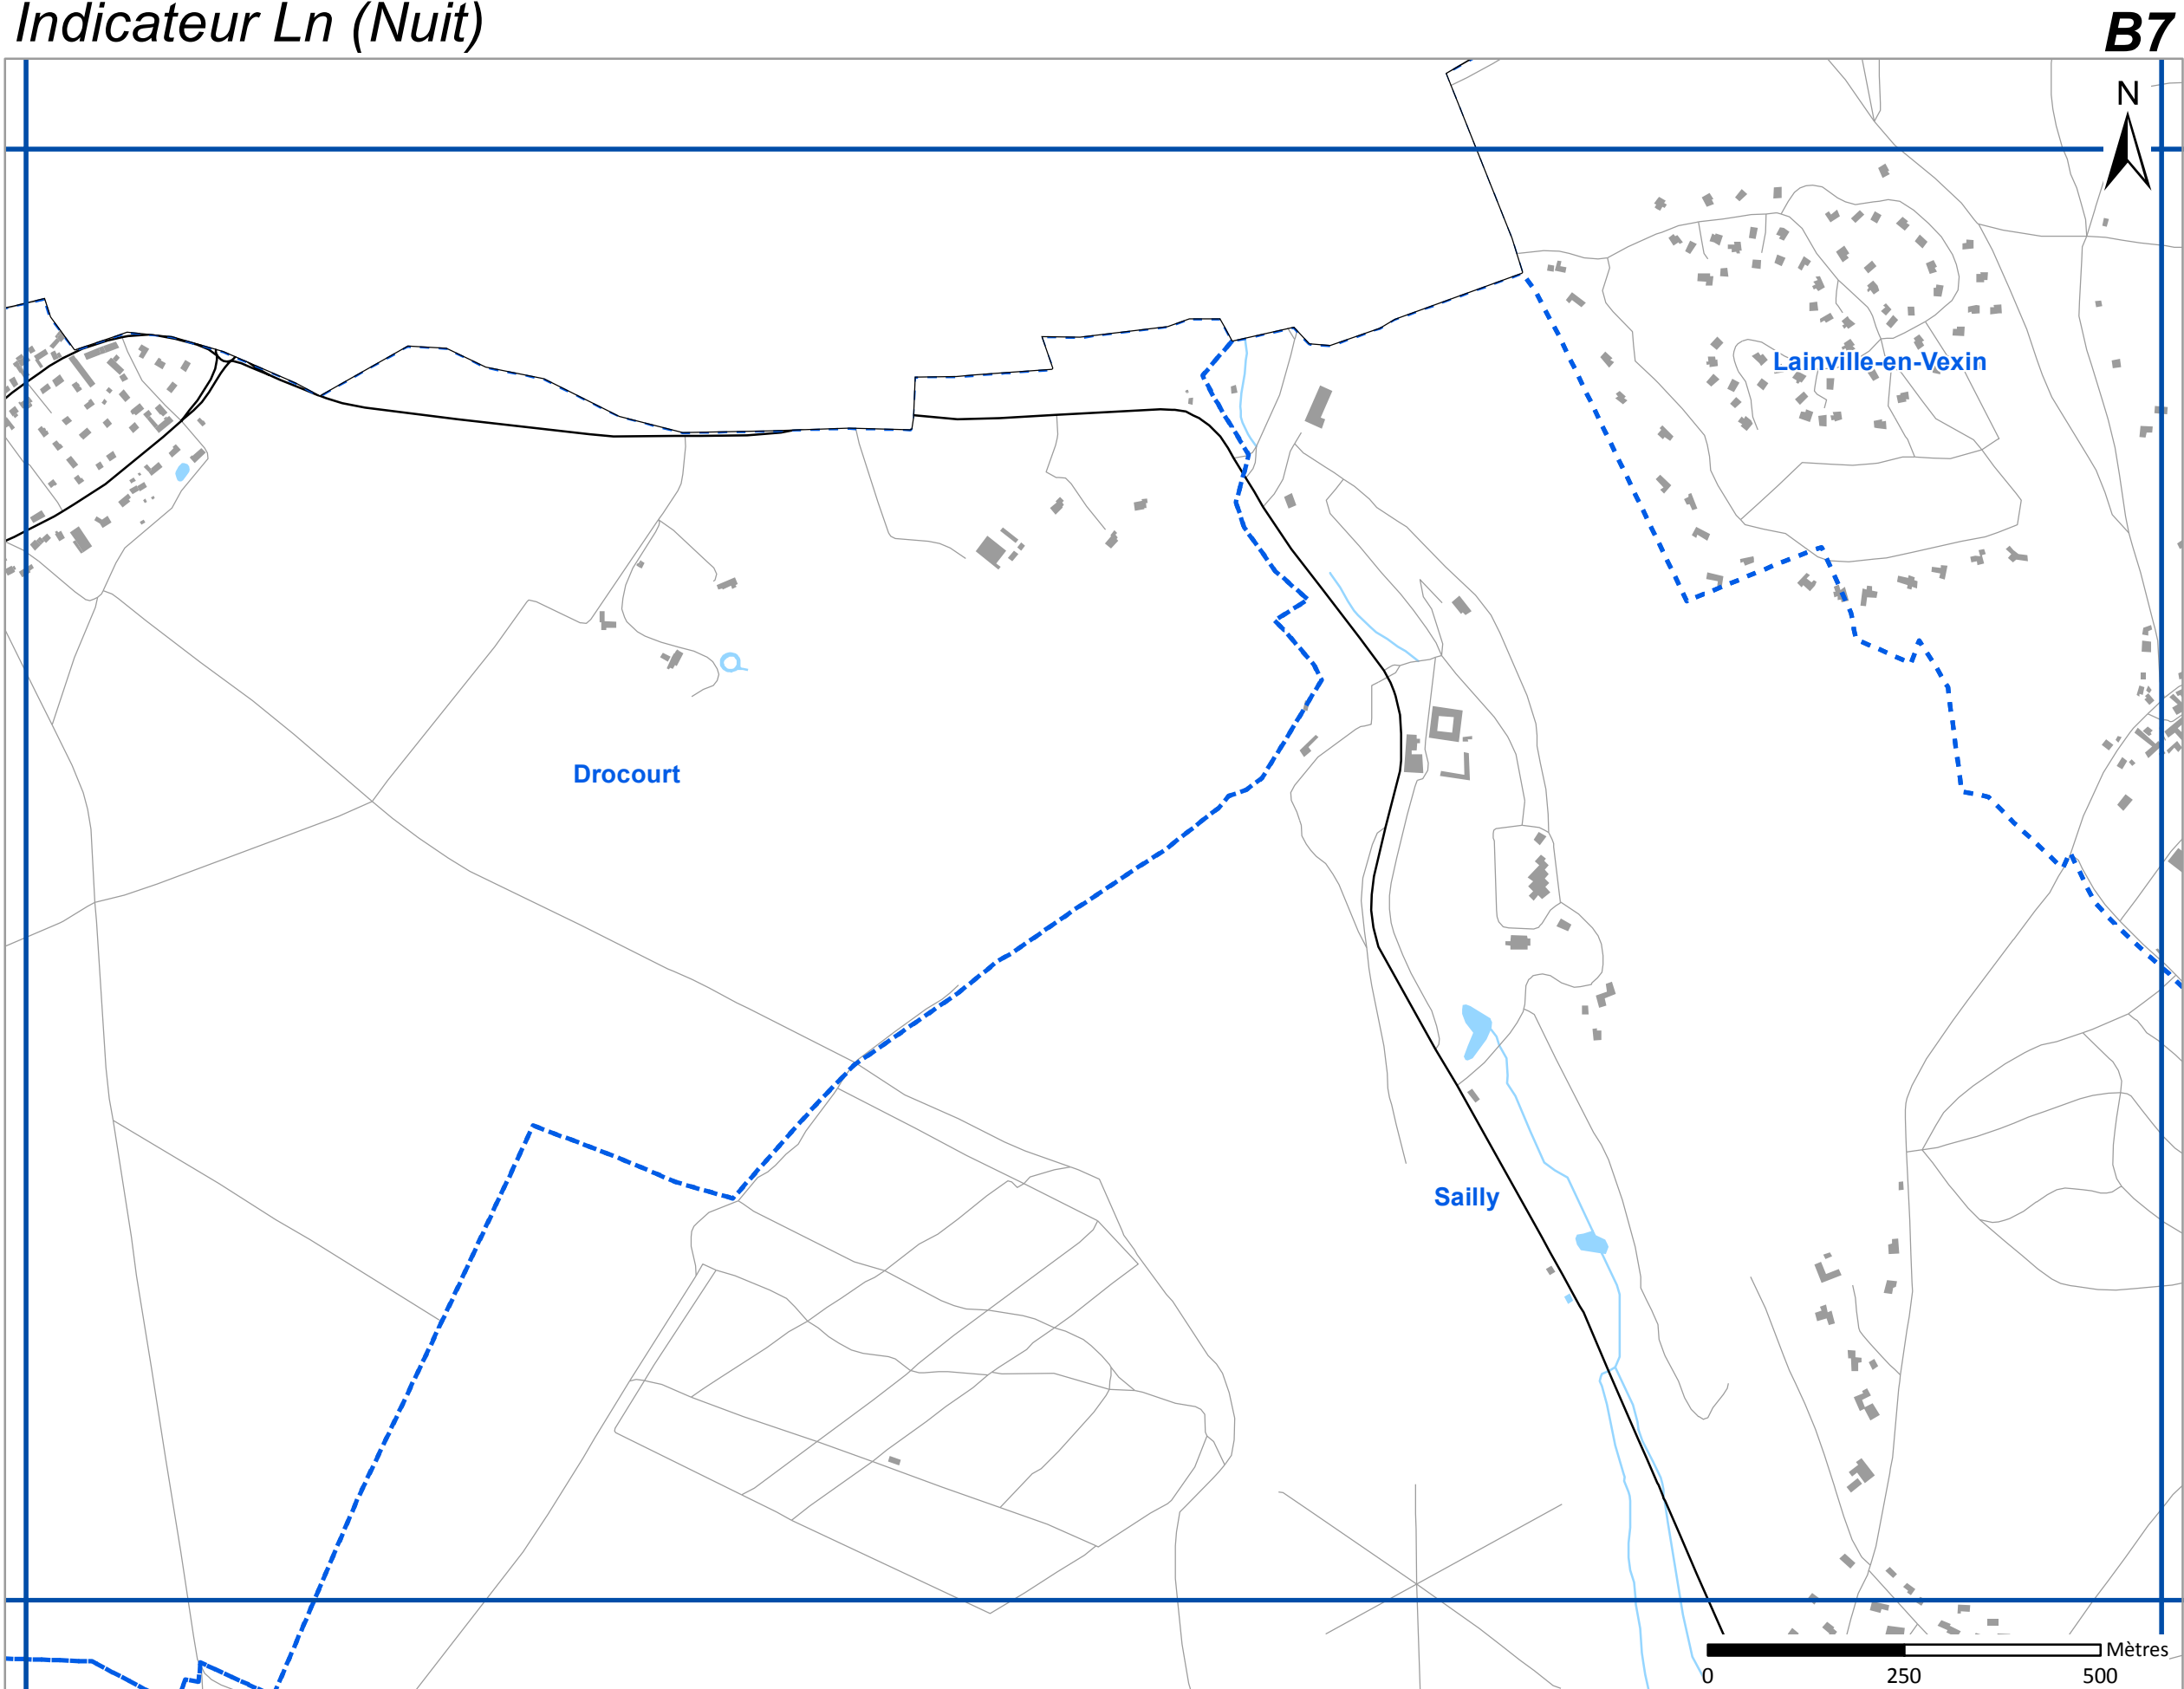 Indicateur Ln (Nuit)
B7
N
Lainville-en-Vexin
Drocourt
Sailly
Mètres
0 250 500